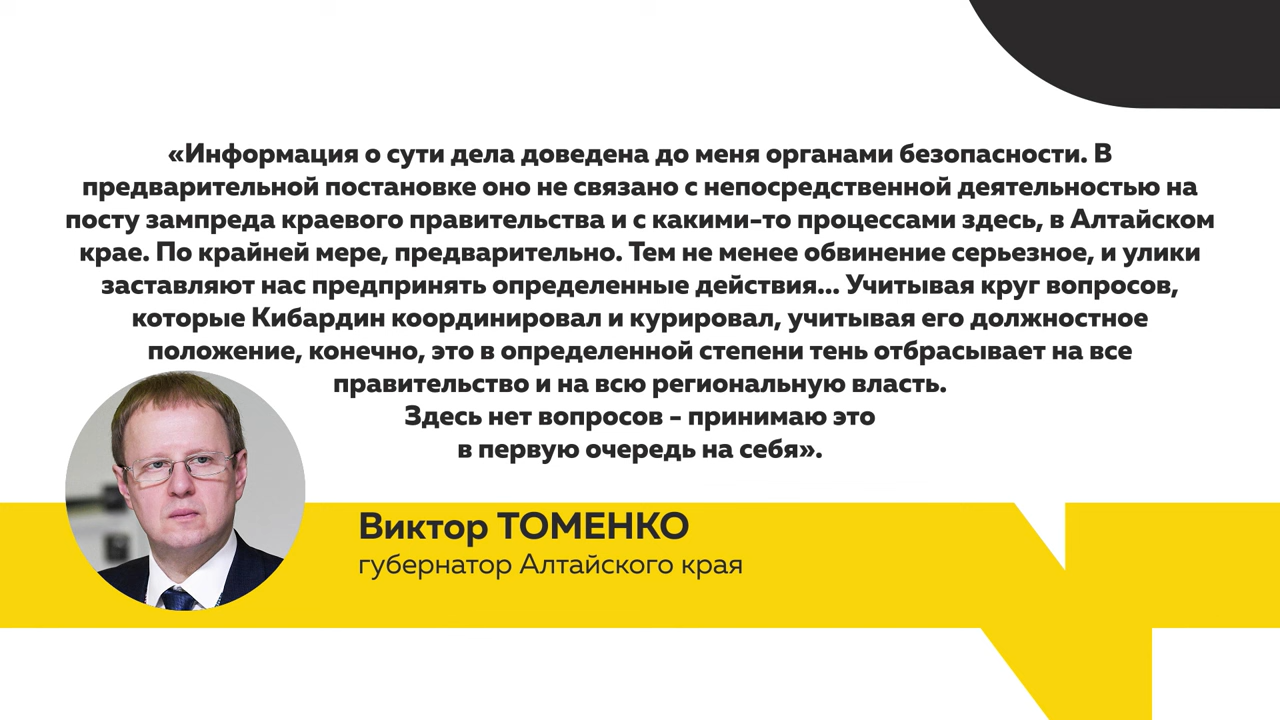 «Информация о сути дела доведена до меня органами безопасности. В
предварительной постановке оно не связано с непосредственной деятельностью на
посту зампреда краевого правительства и с какими-то процессами здесь, в Алтайском
крае. По крайней мере, предварительно. Тем не менее обвинение серьезное, и улики
заставляют нас предпринять определенные действия... Учитывая круг вопросов,
которые Кибардин координировал и курировал, учитывая его должностное
положение, конечно, это в определенной степени тень отбрасывает на все
правительство и на всю региональную власть.
Здесь нет вопросов - принимаю это
в первую очередь на себя».
Виктор ТОМЕНКО
губернатор Алтайского края